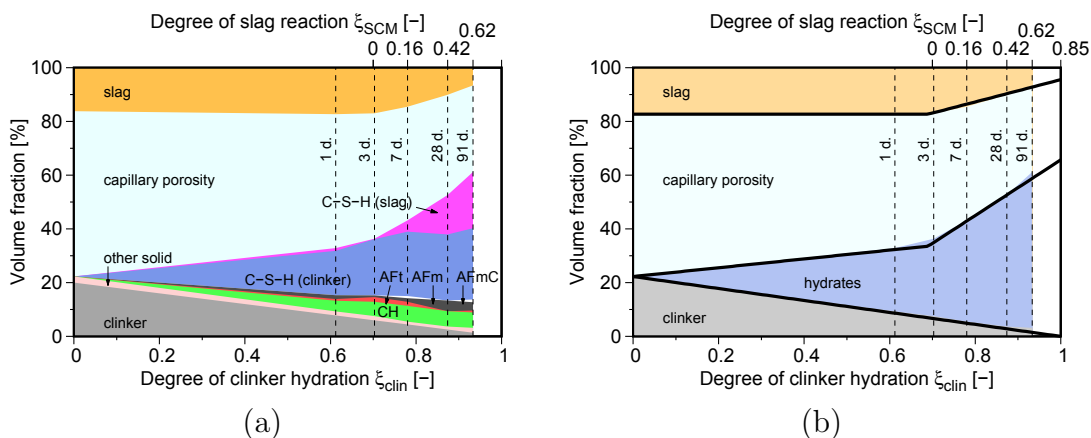 Degree of slag reaction ξSCM [−]
0 0.16 0.42 0.62
100
80
60
40
20
0
Volume fraction [%]
slag
capillary porosity
1 d.
3 d.
7 d.
28 d.
91 d.
C−S−H (slag)
other solid
C−S−H (clinker)
AFt
AFm
AFmC
CH
clinker
0 0.2 0.4 0.6 0.8 1
Degree of clinker hydration ξclin [−]
(a)
Degree of slag reaction ξSCM [−]
0 0.16 0.42 0.62 0.85
100
80
60
40
20
0
Volume fraction [%]
slag
capillary porosity
1 d.
3 d.
7 d.
28 d.
91 d.
hydrates
clinker
0 0.2 0.4 0.6 0.8 1
Degree of clinker hydration ξclin [−]
(b)